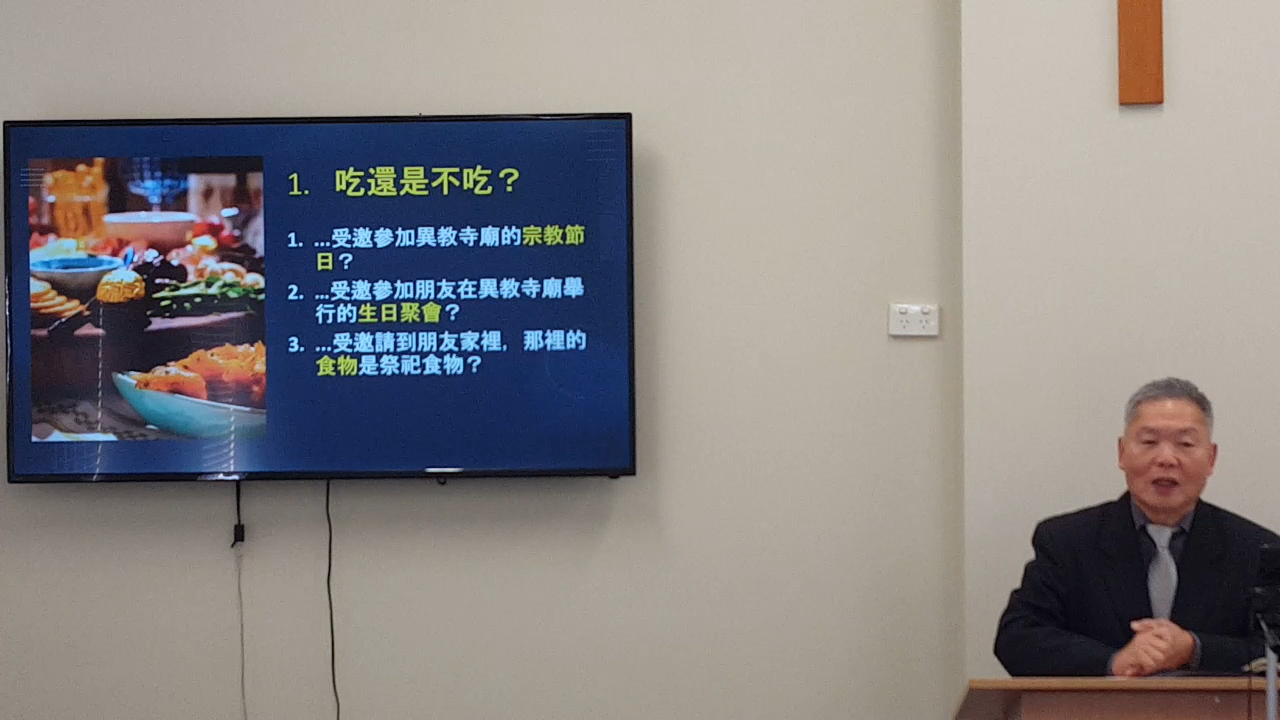 1. 吃還是不吃？
1. …受邀參加異教寺廟的宗教節
日？
2. …受邀參加朋友在異教寺廟舉
行的生日聚會？
3. …受邀請到朋友家裡，那裡的
食物是祭祀食物？